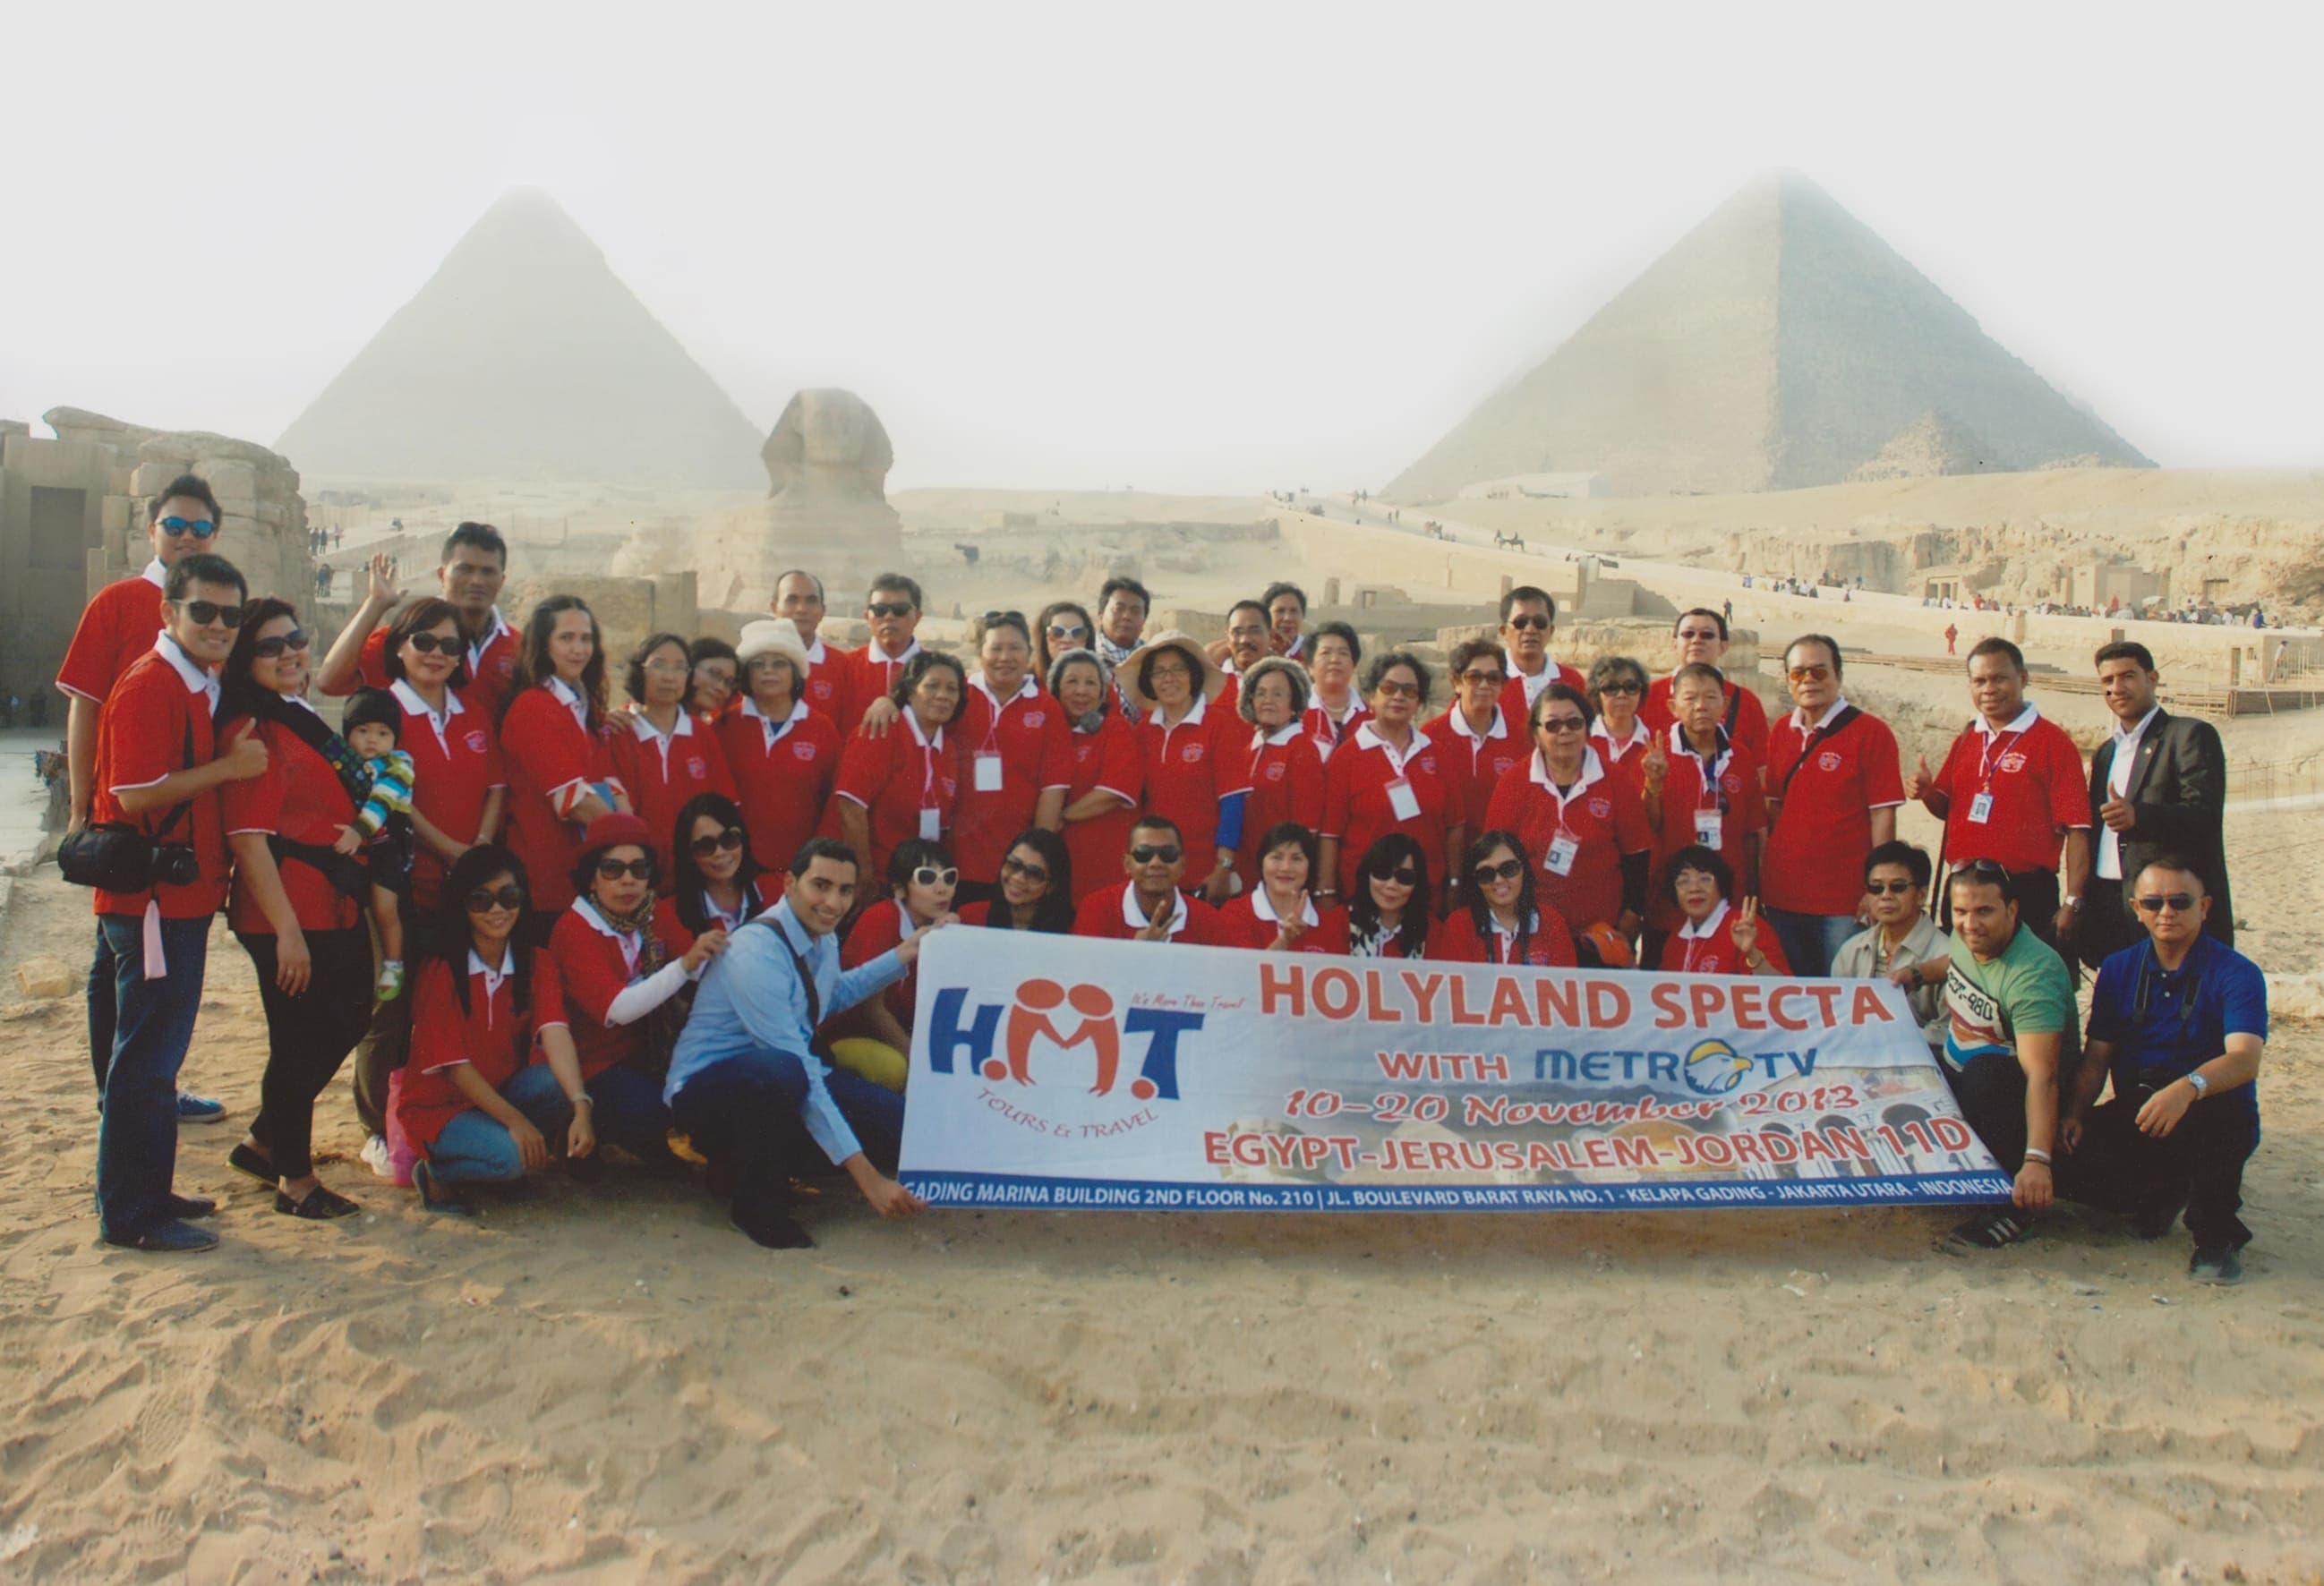 H.M.T
It's More Than Travel
TOURS & TRAVEL
HOLYLAND SPECTA
WITH METRO TV
10-20 November 2013
EGYPT-JERUSALEM-JORDAN 11D
GADING MARINA BUILDING 2ND FLOOR No. 210 | JL. BOULEVARD BARAT RAYA NO. 1 - KELAPA GADING - JAKARTA UTARA - INDONESIA